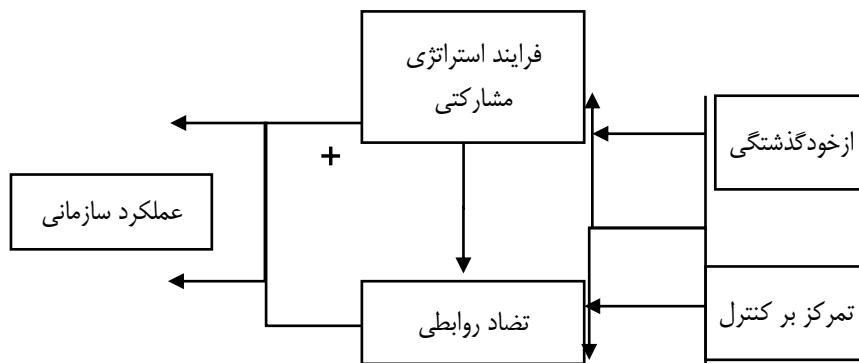 فرایند استراتژی
مشارکتی
ازخودگذشتگی
+
عملکرد سازمانی
تضاد روابطی
تمرکز بر کنترل